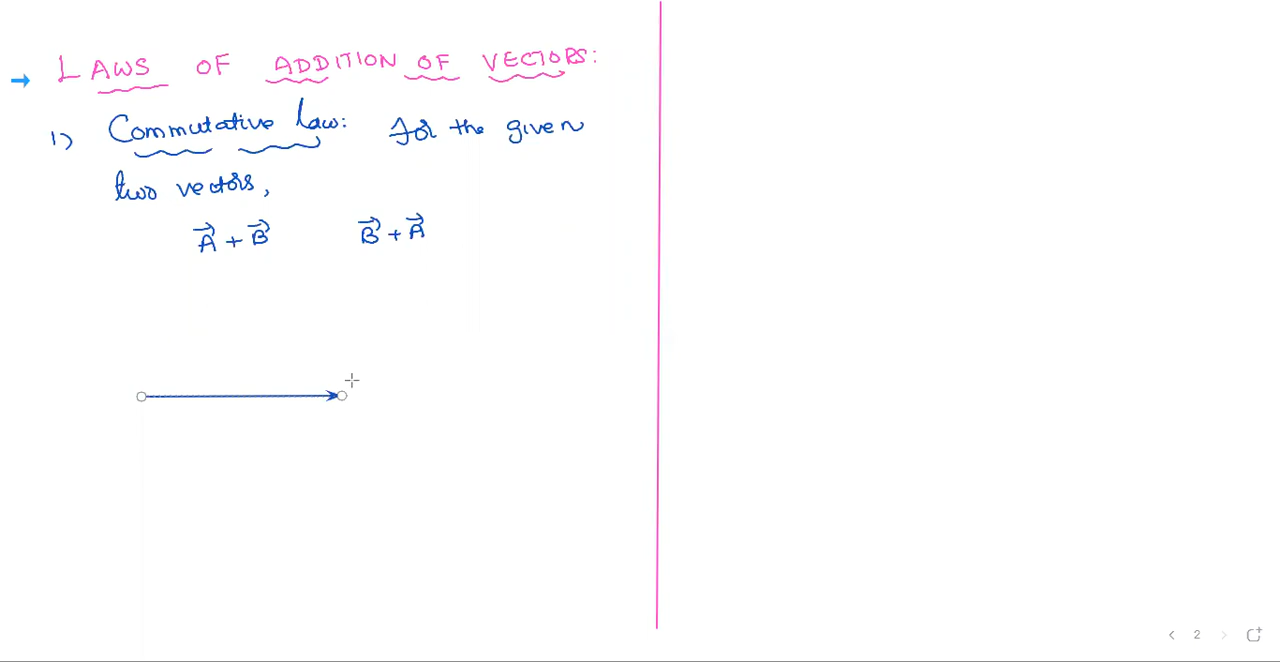 LAWS OF ADDITION OF VECTORS:
1) Commutative law: for the given
two vectors,
A⃗ + B⃗ B⃗ + A⃗
2